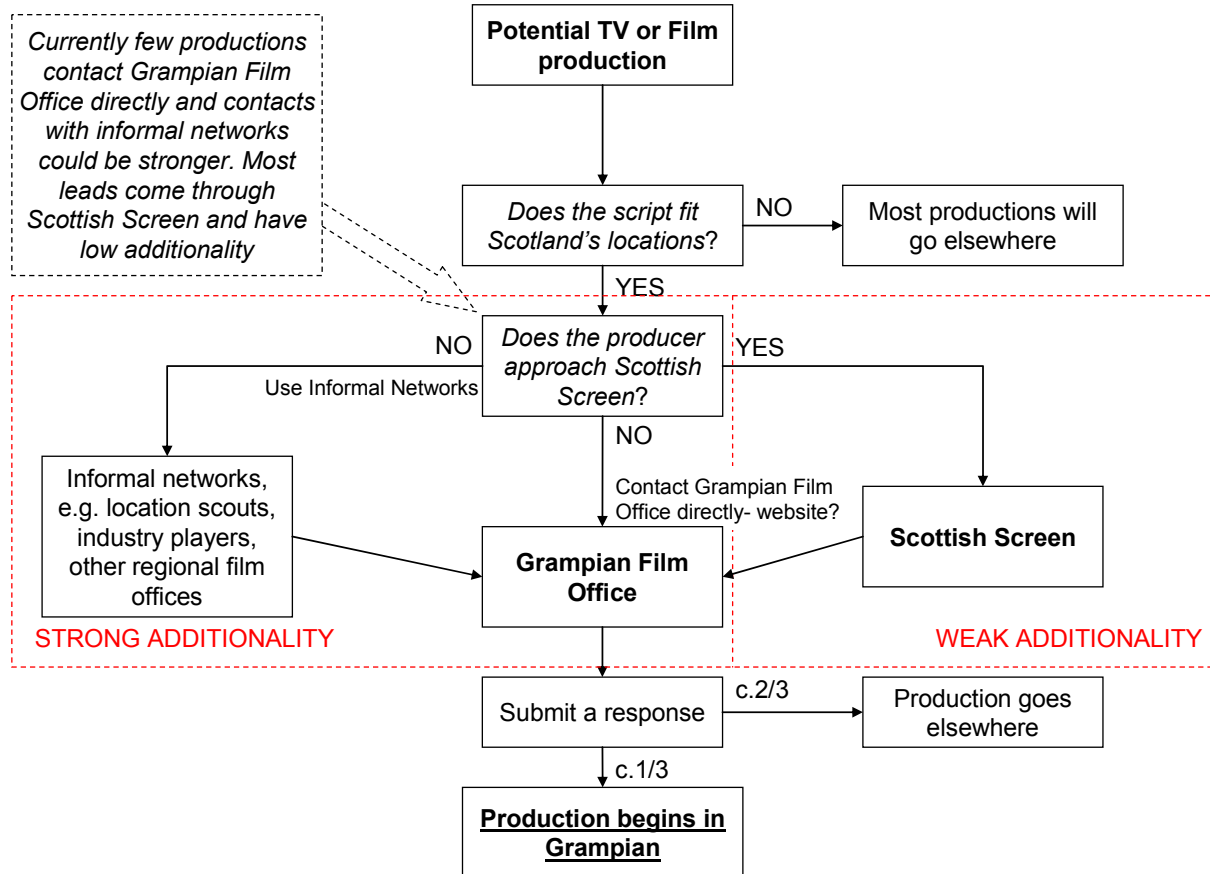 Potential TV or Film
production
Currently few productions
contact Grampian Film
Office directly and contacts
with informal networks
could be stronger. Most
leads come through
Scottish Screen and have
low additionality
Does the script fit
Scotland's locations?
NO
Most productions will
go elsewhere
YES
Does the producer
approach Scottish
Screen?
NO
Use Informal Networks
YES
NO
Contact Grampian Film
Office directly- website?
Informal networks,
e.g. location scouts,
industry players,
other regional film
offices
Grampian Film
Office
Scottish Screen
STRONG ADDITIONALITY
WEAK ADDITIONALITY
Submit a response
c.2/3
Production goes
elsewhere
c.1/3
Production begins in
Grampian